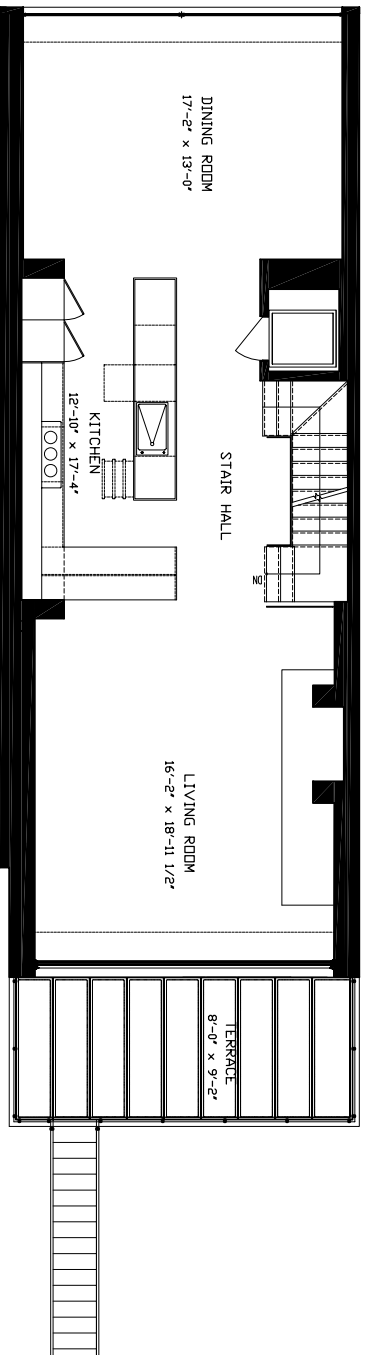 DINING ROOM
17'-2" × 13'-0"
KITCHEN
12'-10" × 17'-4"
STAIR HALL
DN
LIVING ROOM
16'-2" × 18'-11 1/2"
TERRACE
8'-0" × 9'-2"